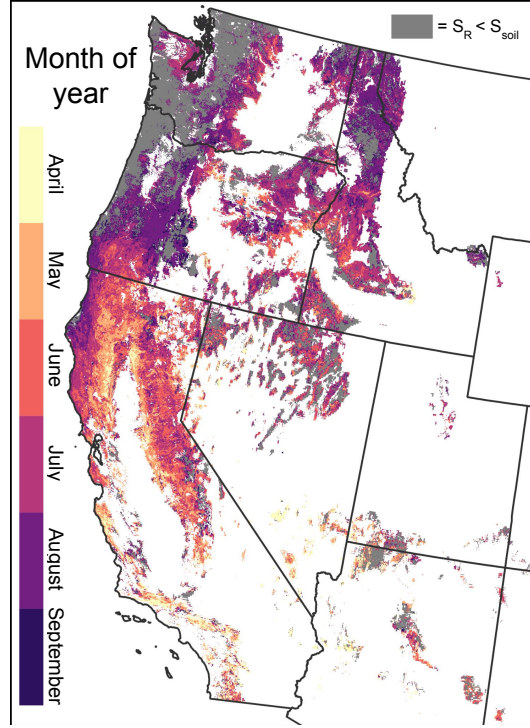 Month of
year
= S_R < S_soil
April
May
June
July
August
September